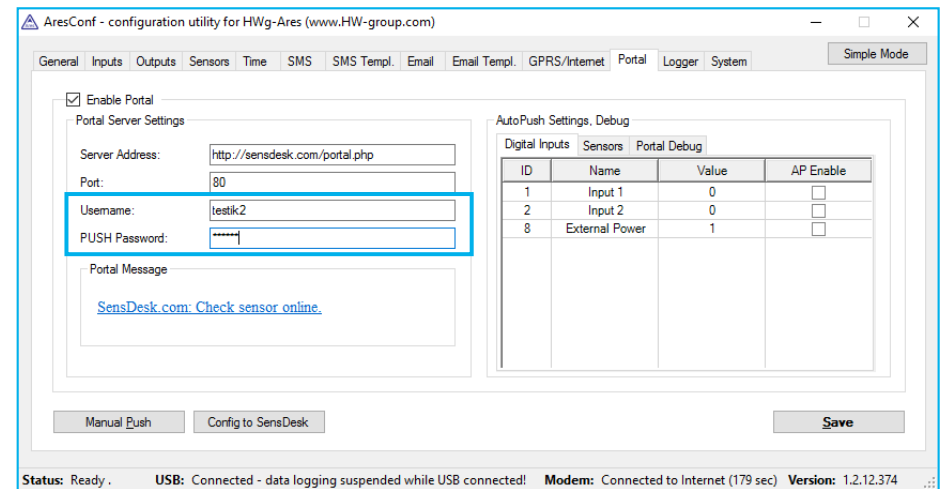 AresConf - configuration utility for HWg-Ares (www.HW-group.com)
General Inputs Outputs Sensors Time SMS SMS Templ. Email Email Templ. GPRS/Internet Portal Logger System
Simple Mode
Enable Portal
Portal Server Settings
Server Address: http://sensdesk.com/portal.php
Port: 80
Username: testik2
PUSH Password: ******
Portal Message
SensDesk.com: Check sensor online.
AutoPush Settings, Debug
Digital Inputs Sensors Portal Debug
ID Name Value AP Enable
1 Input 1 0
2 Input 2 0
8 External Power 1
Manual Push Config to SensDesk Save
Status: Ready . USB: Connected - data logging suspended while USB connected! Modem: Connected to Internet (179 sec) Version: 1.2.12.374